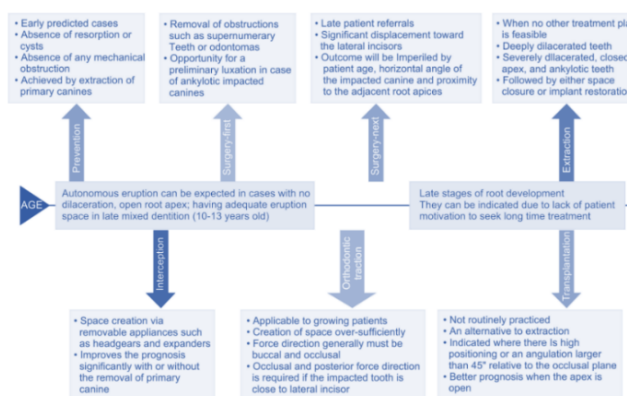 • Early predicted cases
• Absence of resorption or
cysts
• Absence of any mechanical
obstruction
• Achieved by extraction of
primary canines
• Removal of obstructions
such as supernumerary
Teeth or odontomas
• Opportunity for a
preliminary luxation in case
of ankylotic impacted
canines
• Late patient referrals
• Significant displacement toward
the lateral incisors
• Outcome will be Imperiled by
patient age, horizontal angle of
the impacted canine and proximity
to the adjacent root apices
• When no other treatment pla
is feasible
• Deeply dilacerated teeth
• Severely dilacerated, closed
apex, and ankylotic teeth
• Followed by either space
closure or implant restoratio
Prevention
Surgery-first
Surgery-next
Extraction
AGE
Autonomous eruption can be expected in cases with no
dilaceration, open root apex; having adequate eruption
space in late mixed dentition (10-13 years old)
Late stages of root development
They can be indicated due to lack of patient
motivation to seek long time treatment
Interception
Orthodontic
traction
Transplantation
• Space creation via
removable appliances such
as headgears and expanders
• Improves the prognosis
significantly with or without
the removal of primary
canine
• Applicable to growing patients
• Creation of space over-sufficiently
• Force direction generally must be
buccal and occlusal
• Occlusal and posterior force direction
is required if the impacted tooth is
close to lateral incisor
• Not routinely practiced
• An alternative to extraction
• Indicated where there Is high
positioning or an angulation larger
than 45° relative to the occlusal plane
• Better prognosis when the apex is
open